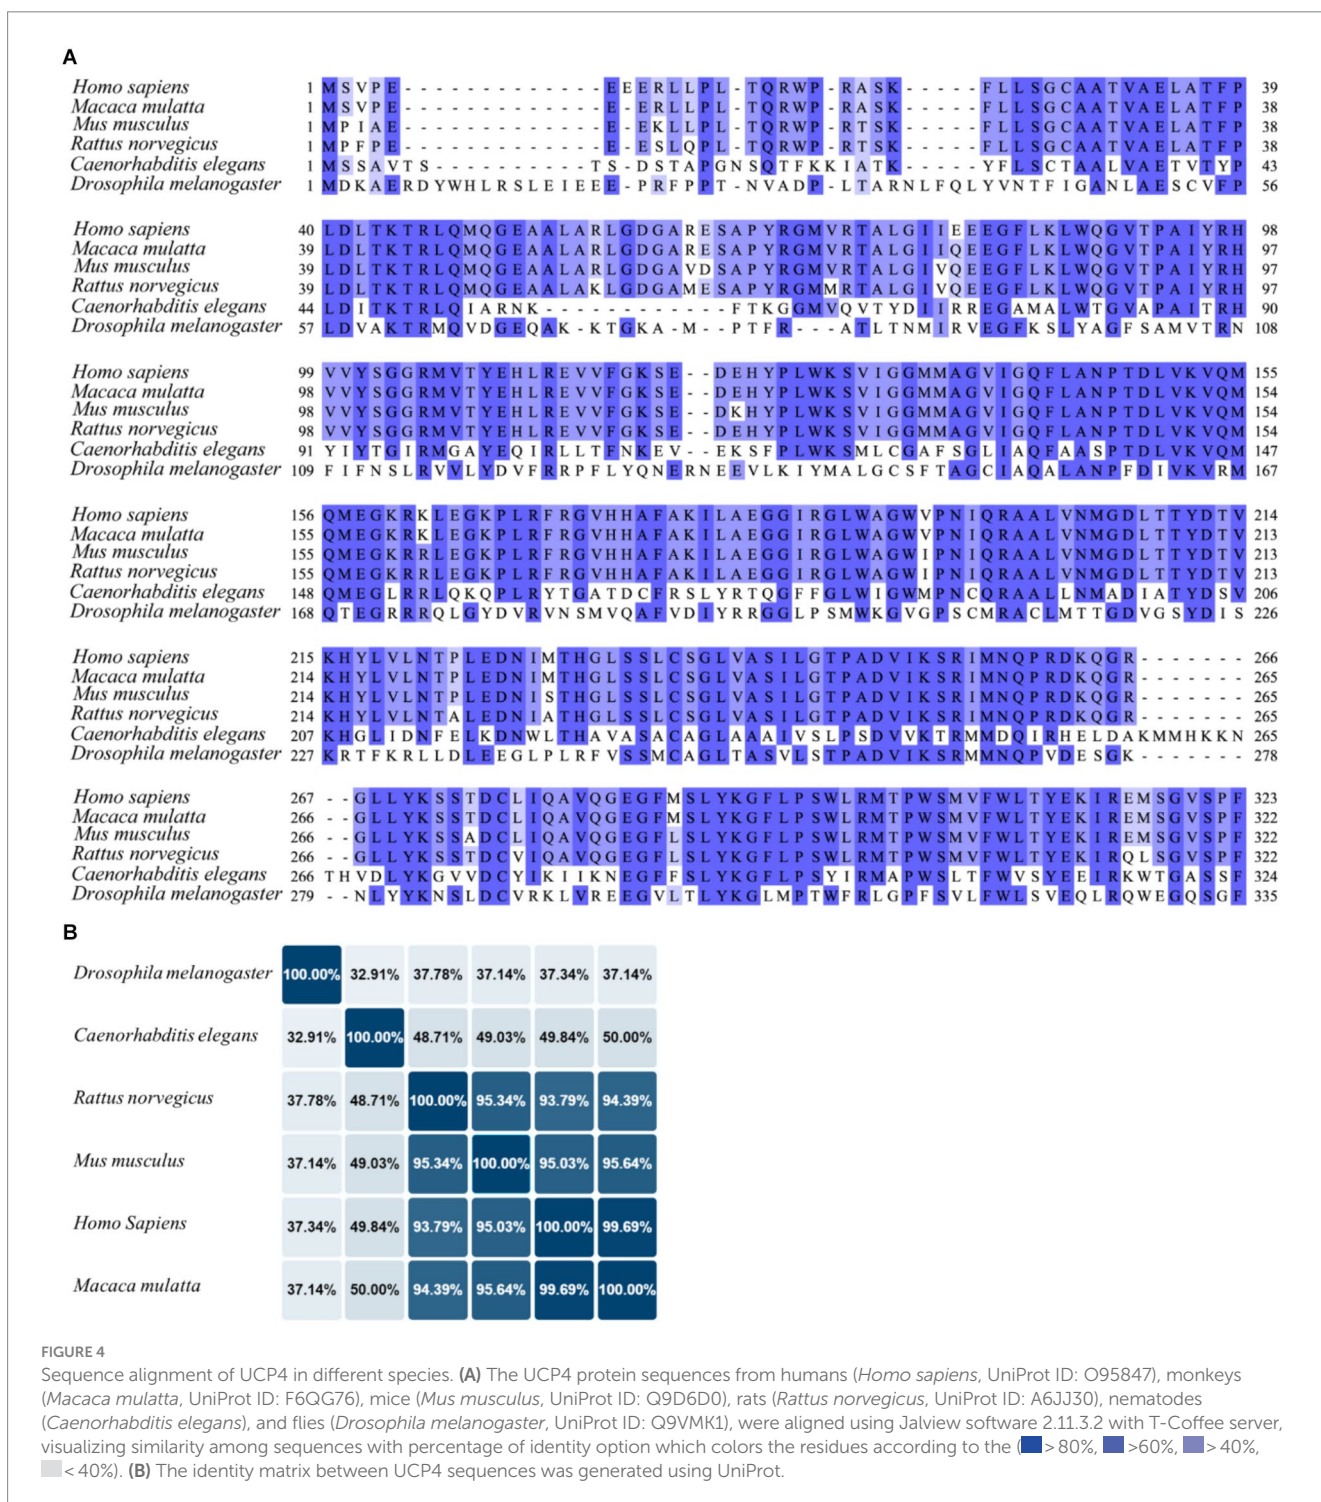 A
Homo sapiens 1 MSVPE-------------EEERLLPL-TQRWP-RASK-----FLLSGCAATVAELATFP 39
Macaca mulatta 1 MSVPE-------------E-ERLLPL-TQRWP-RASK-----FLLSGCAATVAELATFP 38
Mus musculus 1 MPIAE-------------E-EKLLPL-TQRWP-RTSK-----FLLSGCAATVAELATFP 38
Rattus norvegicus 1 MPFPE-------------E-ESLQPL-TQRWP-RTSK-----FLLSGCAATVAELATFP 38
Caenorhabditis elegans 1 MSSAVTS----------TS-DSTAPGNSQTFKKIATK-----YFLSCTAALVAETVTYP 43
Drosophila melanogaster 1 MDKAERDYWHLRSLEIEEE-PRFPPT-NVADP-LTARNLFQLYVNTFIGANLAESCVFP 56
Homo sapiens 40 LDLTKTRLQMQGEAALARLGDGARESAPYRGMVRTALGIIEEEGFLKLWQGVTPAIYRH 98
Macaca mulatta 39 LDLTKTRLQMQGEAALARLGDGARESAPYRGMVRTALGIIQEEGFLKLWQGVTPAIYRH 97
Mus musculus 39 LDLTKTRLQMQGEAALARLGDGAVDSAPYRGMVRTALGIVQEEGFLKLWQGVTPAIYRH 97
Rattus norvegicus 39 LDLTKTRLQMQGEAALAKLGDGAMESAPYRGMMRTALGIVQEEGFLKLWQGVTPAIYRH 97
Caenorhabditis elegans 44 LDITKTRLQIARNK------------FTKGGMVQVTYDIIRREGAMALWTGVAPAITRH 90
Drosophila melanogaster 57 LDVAKTRMQVDGEQAK-KTGKA-M--PTFR---ATLTNMIRVEGFKSLYAGFSAMVTRN 108
Homo sapiens 99 VVYSGGRMVTYEHLREVVFGKSE--DEHYPLWKSVIGGMMAGVIGQFLANPTDLVKVQM 155
Macaca mulatta 98 VVYSGGRMVTYEHLREVVFGKSE--DEHYPLWKSVIGGMMAGVIGQFLANPTDLVKVQM 154
Mus musculus 98 VVYSGGRMVTYEHLREVVFGKSE--DKHYPLWKSVIGGMMAGVIGQFLANPTDLVKVQM 154
Rattus norvegicus 98 VVYSGGRMVTYEHLREVVFGKSE--DEHYPLWKSVIGGMMAGVIGQFLANPTDLVKVQM 154
Caenorhabditis elegans 91 YIYTGIRMGAYEQIRLLTFNKEV--EKSFPLWKSMLCGAFSGLIAQFAASPTDLVKVQM 147
Drosophila melanogaster 109 FIFNSLRVVLYDVFRRPFLYQNERNEEVLKIYMALGCSFTAGCIAQALANPFDIVKVRM 167
Homo sapiens 156 QMEGKRKLEGKPLRFRGVHHAFAKILAEGGIRGLWAGWVPNIQRAALVNMGDLTTYDTV 214
Macaca mulatta 155 QMEGKRKLEGKPLRFRGVHHAFAKILAEGGIRGLWAGWVPNIQRAALVNMGDLTTYDTV 213
Mus musculus 155 QMEGKRRLEGKPLRFRGVHHAFAKILAEGGIRGLWAGWIPNIQRAALVNMGDLTTYDTV 213
Rattus norvegicus 155 QMEGKRRLEGKPLRFRGVHHAFAKILAEGGIRGLWAGWIPNIQRAALVNMGDLTTYDTV 213
Caenorhabditis elegans 148 QMEGLRRLQKQPLRYTGATDCFRSLYRTQGFFGLWIGWMPNCQRAALLNMADIATYDSV 206
Drosophila melanogaster 168 QTEGRRRQLGYDVRVNSMVQAFVDIYRRGGLPSMWKGVGPSCMRACLMTTGDVGSYDIS 226
Homo sapiens 215 KHYLVLNTPLEDNIMTHGLSSLCSGLVASILGTPADVIKSRIMNQPRDKQGR------- 266
Macaca mulatta 214 KHYLVLNTPLEDNIMTHGLSSLCSGLVASILGTPADVIKSRIMNQPRDKQGR------- 265
Mus musculus 214 KHYLVLNTPLEDNISTHGLSSLCSGLVASILGTPADVIKSRIMNQPRDKQGR------- 265
Rattus norvegicus 214 KHYLVLNTALEDNIATHGLSSLCSGLVASILGTPADVIKSRIMNQPRDKQGR------- 265
Caenorhabditis elegans 207 KHGLIDNFELKDNWLTHAVASACAGLAAAIVSLPSDVVKTRMMDQIRHELDAKMMHKKN 265
Drosophila melanogaster 227 KRTFKRLLDLEEGLPLRFVSSMCAGLTASVLSTPADVIKSRMMNQPVDESGK------- 278
Homo sapiens 267 --GLLYKSSTDCLIQAVQGEGFMSLYKGFLPSWLRMTPWSMVFWLTYEKIREMSGVSPF 323
Macaca mulatta 266 --GLLYKSSTDCLIQAVQGEGFMSLYKGFLPSWLRMTPWSMVFWLTYEKIREMSGVSPF 322
Mus musculus 266 --GLLYKSSADCLIQAVQGEGFLSLYKGFLPSWLRMTPWSMVFWLTYEKIREMSGVSPF 322
Rattus norvegicus 266 --GLLYKSSTDCVIQAVQGEGFLSLYKGFLPSWLRMTPWSMVFWLTYEKIRQLSGVSPF 322
Caenorhabditis elegans 266 THVDLYKGVVDCYIKIIKNEGFFSLYKGFLPSYIRMAPWSLTFWVSYEEIRKWTGASSF 324
Drosophila melanogaster 279 --NLYYKNSLDCVRKLVREEGVLTLYKGLMPTWFRLGPFSVLFWLSVEQLRQWEGQSGF 335
B
Drosophila melanogaster 100.00% 32.91% 37.78% 37.14% 37.34% 37.14%
Caenorhabditis elegans 32.91% 100.00% 48.71% 49.03% 49.84% 50.00%
Rattus norvegicus 37.78% 48.71% 100.00% 95.34% 93.79% 94.39%
Mus musculus 37.14% 49.03% 95.34% 100.00% 95.03% 95.64%
Homo Sapiens 37.34% 49.84% 93.79% 95.03% 100.00% 99.69%
Macaca mulatta 37.14% 50.00% 94.39% 95.64% 99.69% 100.00%
FIGURE 4
Sequence alignment of UCP4 in different species. (A) The UCP4 protein sequences from humans (Homo sapiens, UniProt ID: O95847), monkeys
(Macaca mulatta, UniProt ID: F6QG76), mice (Mus musculus, UniProt ID: Q9D6D0), rats (Rattus norvegicus, UniProt ID: A6JJ30), nematodes
(Caenorhabditis elegans), and flies (Drosophila melanogaster, UniProt ID: Q9VMK1), were aligned using Jalview software 2.11.3.2 with T-Coffee server,
visualizing similarity among sequences with percentage of identity option which colors the residues according to the ( > 80%, >60%, > 40%,
< 40%). (B) The identity matrix between UCP4 sequences was generated using UniProt.